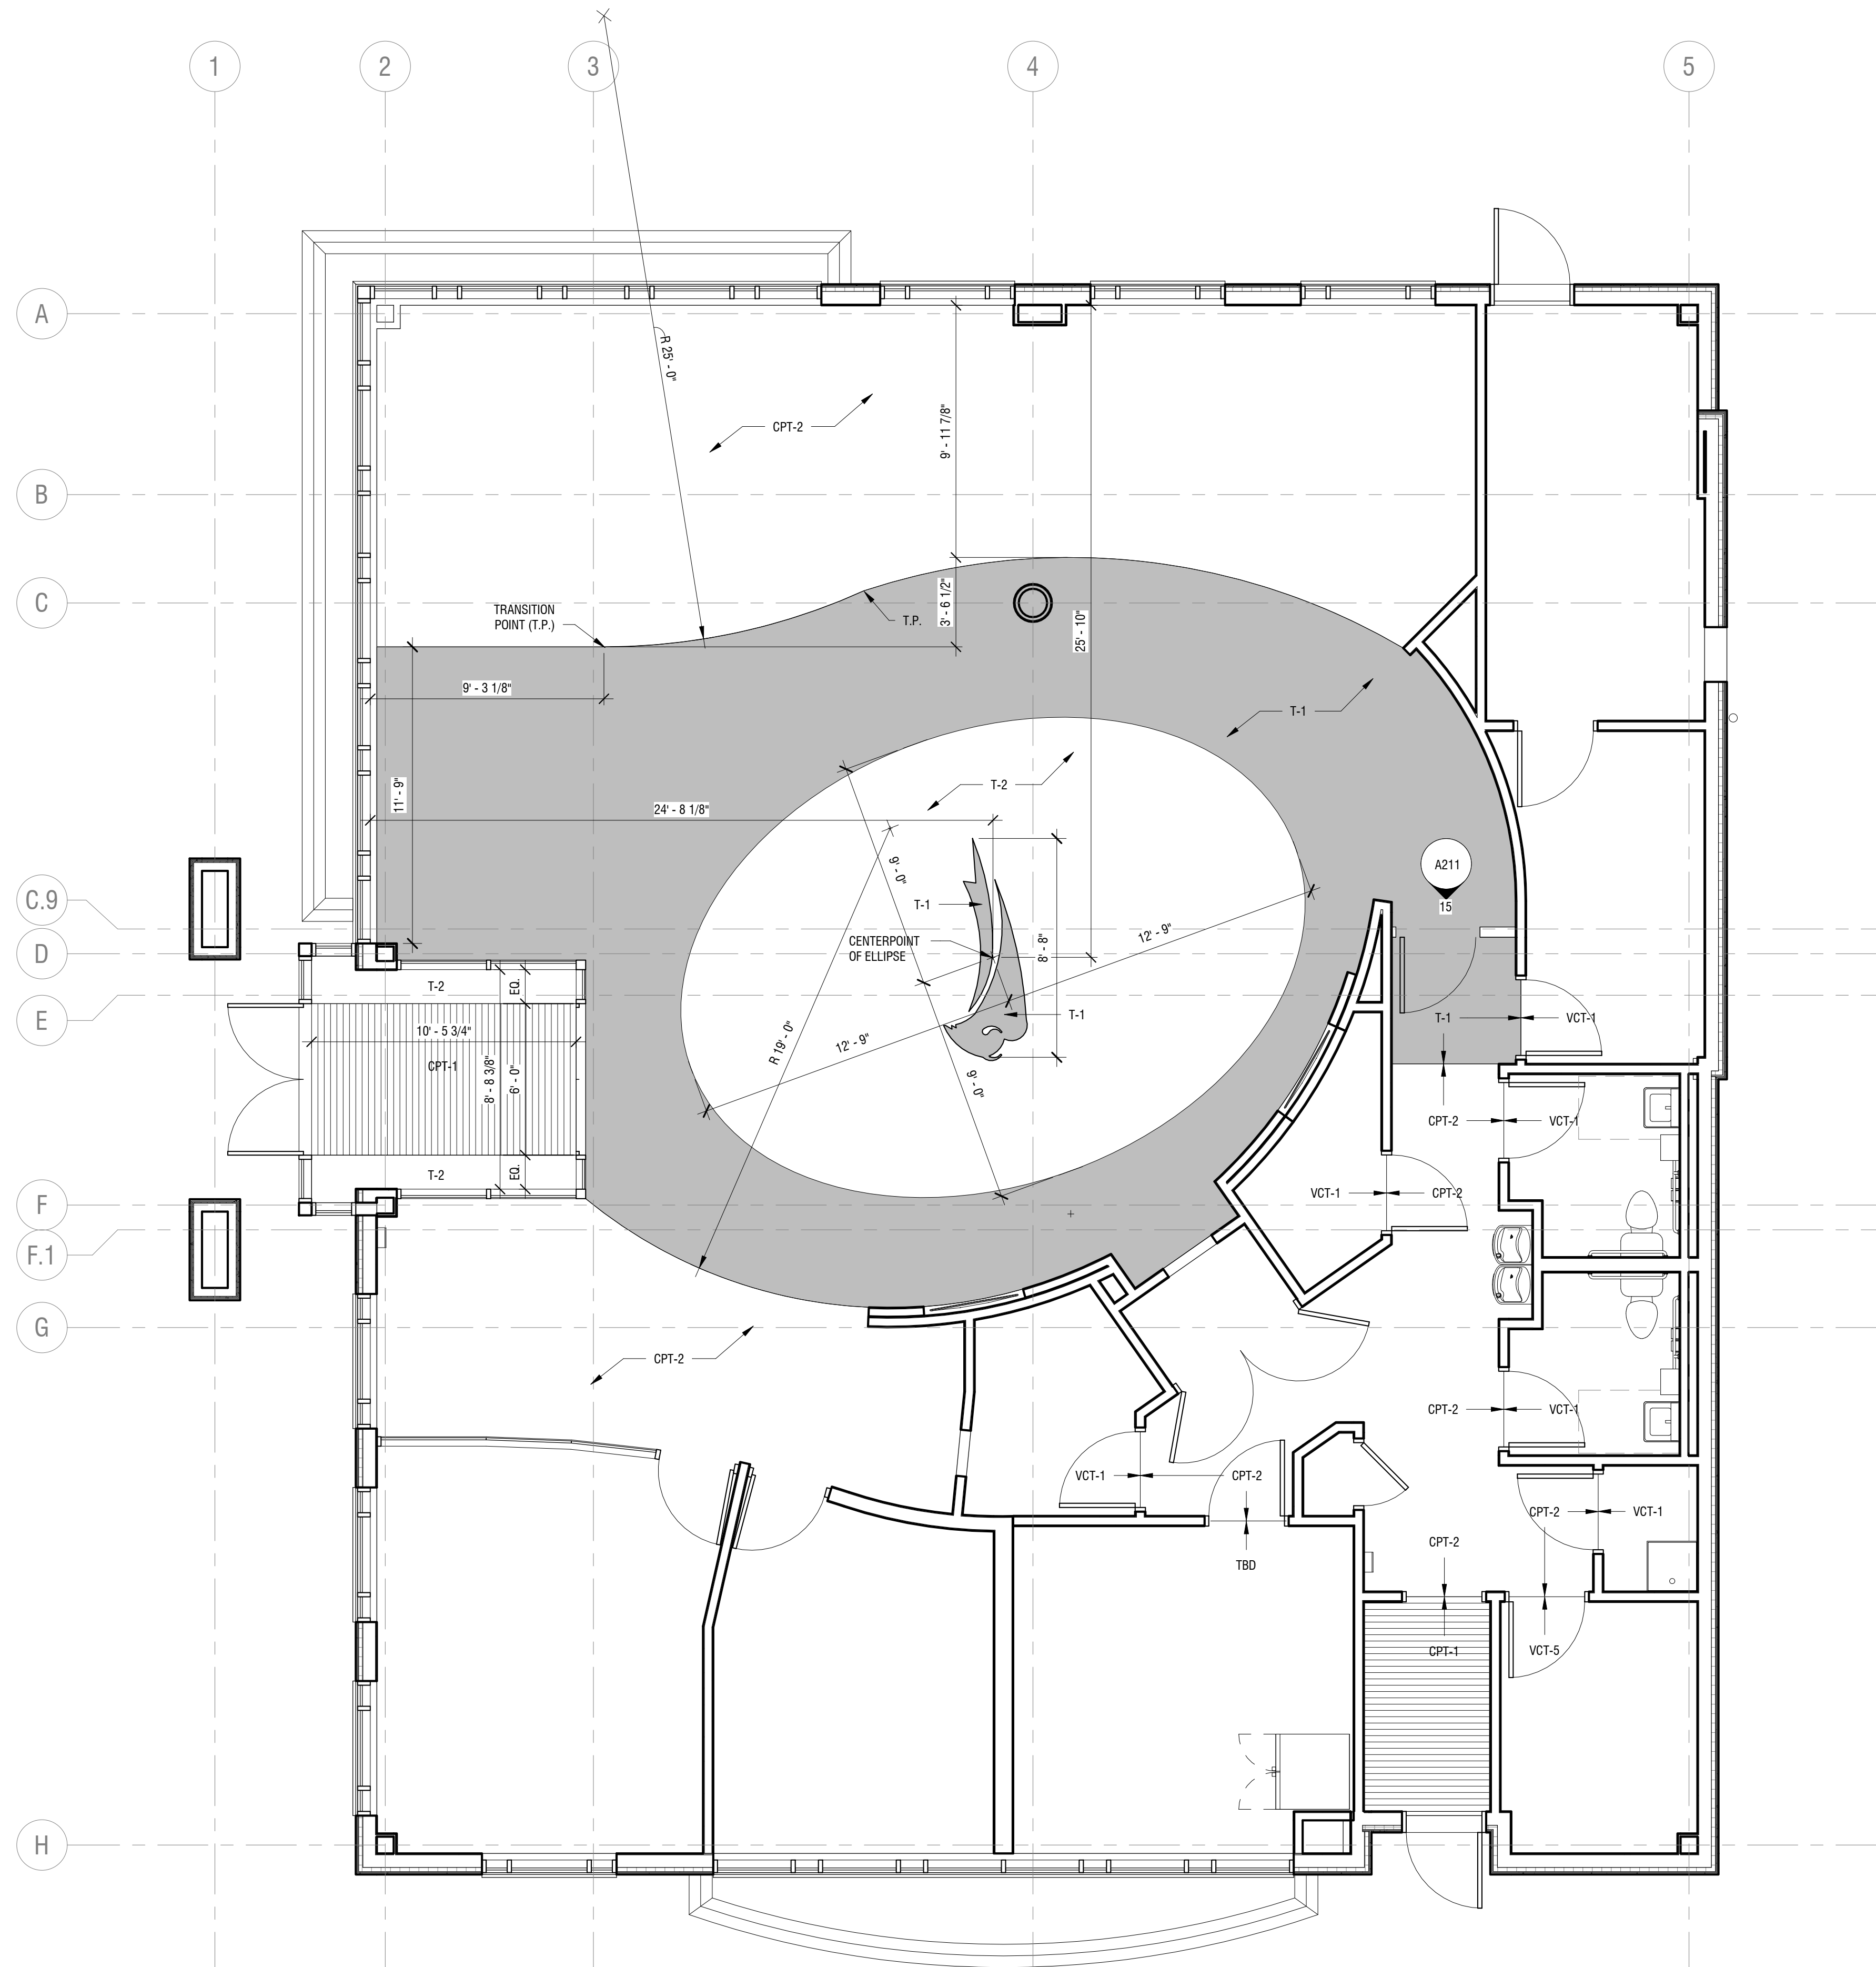 1
2
3
4
5
A
R 25' - 0"
CPT-2
9' - 11 7/8"
B
C
TRANSITION
POINT (T.P.)
T.P.
3' - 6 1/2"
25' - 10"
9' - 3 1/8"
T-1
11' - 9"
24' - 8 1/8"
T-2
9' - 0"
A211
15
T-1
C.9
CENTERPOINT
OF ELLIPSE
8' - 8"
12' - 9"
D
T-2
EQ.
E
T-1
T-1
VCT-1
10' - 5 3/4"
R 19' - 0"
12' - 9"
CPT-1
8' - 8 3/8"
6' - 0"
9' - 0"
CPT-2
VCT-1
T-2
EQ.
VCT-1
CPT-2
F
F.1
G
CPT-2
CPT-2
VCT-1
VCT-1
CPT-2
CPT-2
VCT-1
CPT-2
TBD
CPT-1
VCT-5
H